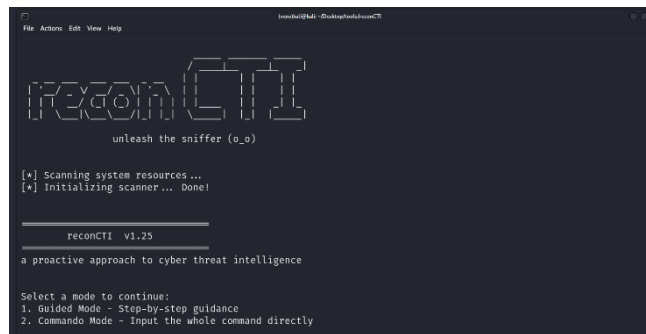 File Actions Edit View Help
reconCTI
unleash the sniffer (o_o)
[*] Scanning system resources...
[*] Initializing scanner... Done!
reconCTI v1.25
a proactive approach to cyber threat intelligence
Select a mode to continue:
1. Guided Mode - Step-by-step guidance
2. Commando Mode - Input the whole command directly